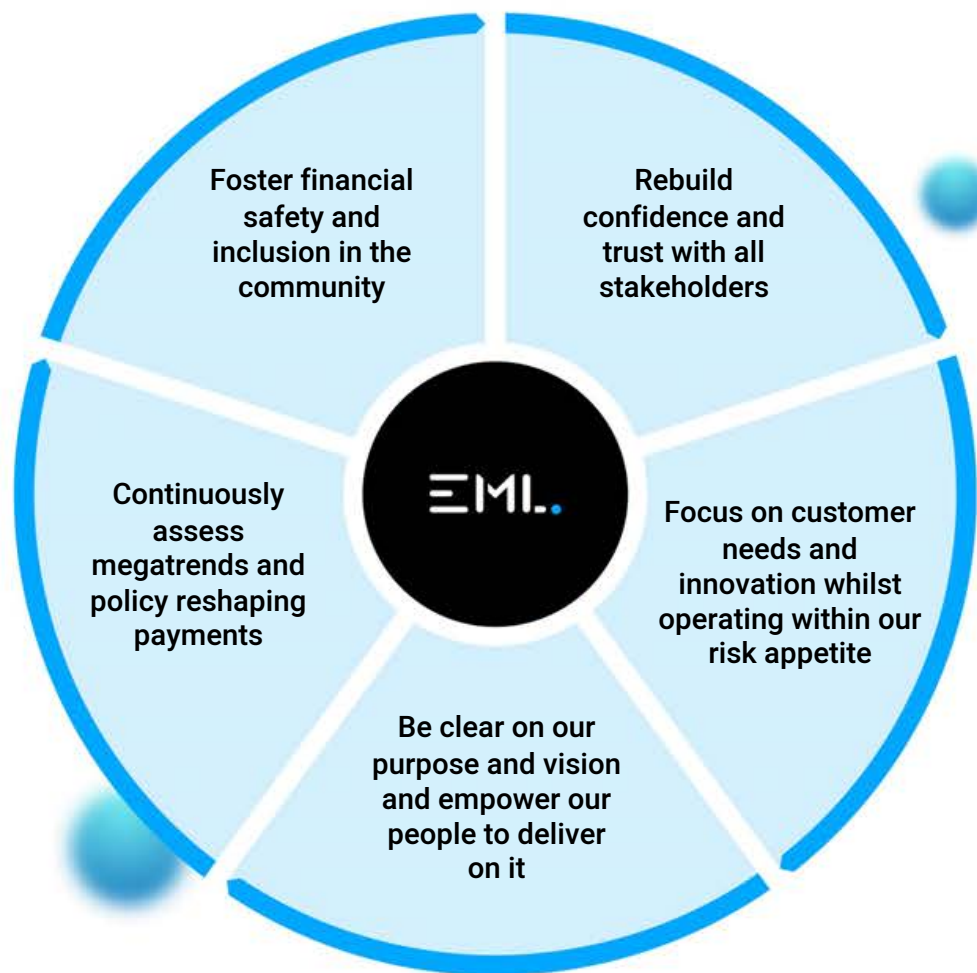 Foster financial
safety and
inclusion in the
community
Rebuild
confidence and
trust with all
stakeholders
EML.
Continuously
assess
megatrends and
policy reshaping
payments
Focus on customer
needs and
innovation whilst
operating within our
risk appetite
Be clear on our
purpose and vision
and empower our
people to deliver
on it